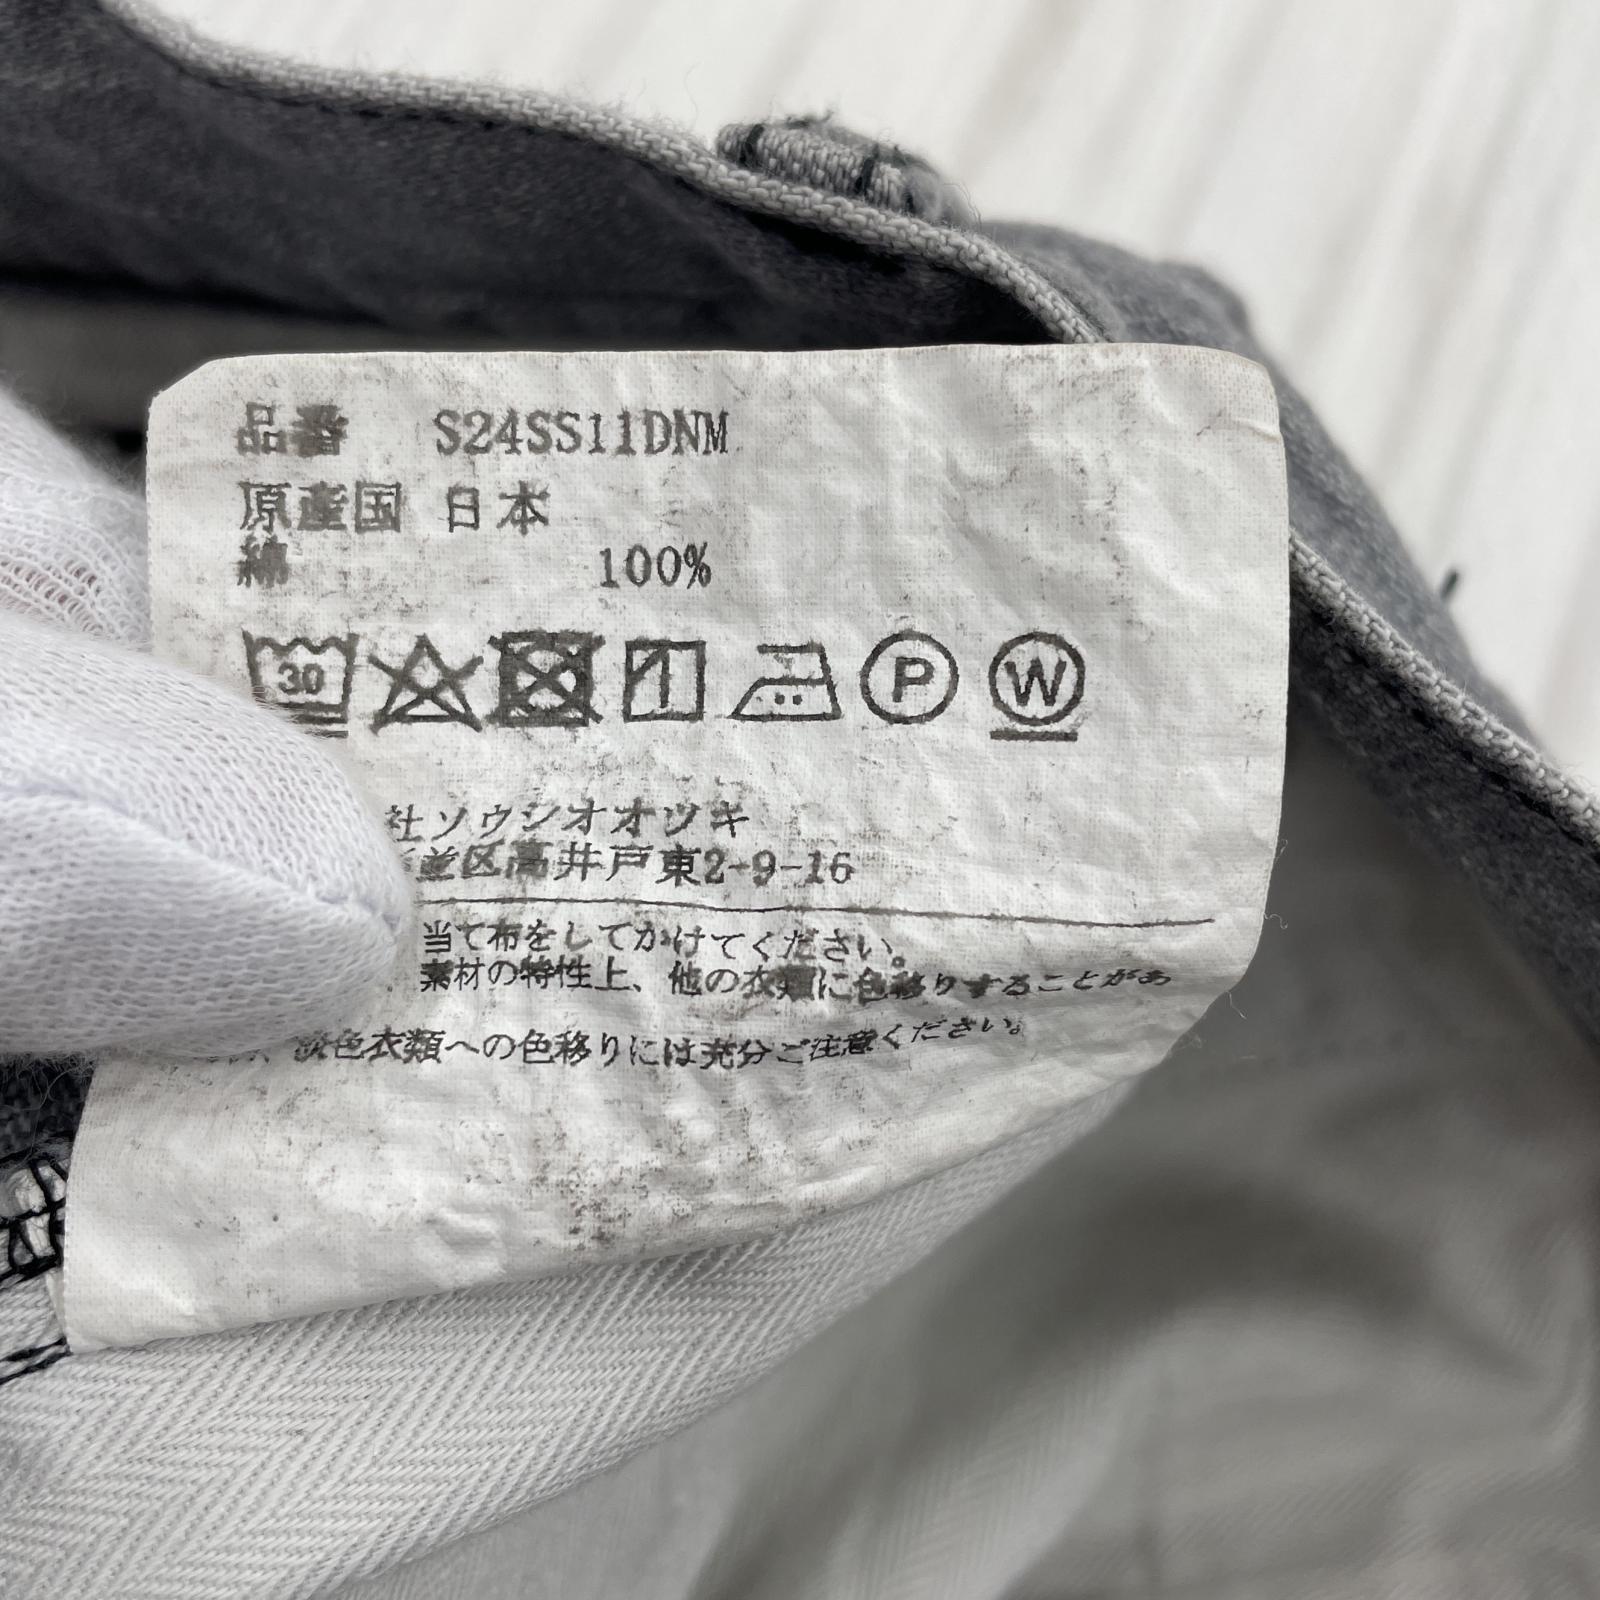 品番 S24SS11DNM
原産国 日本
綿 100%
30 P W
社ソウシオオツキ
並区高井戸東2-9-16
当て布をしてかけてください。
素材の特性上、他の衣類に色移りすることがあ
淡色衣類への色移りには充分ご注意ください。